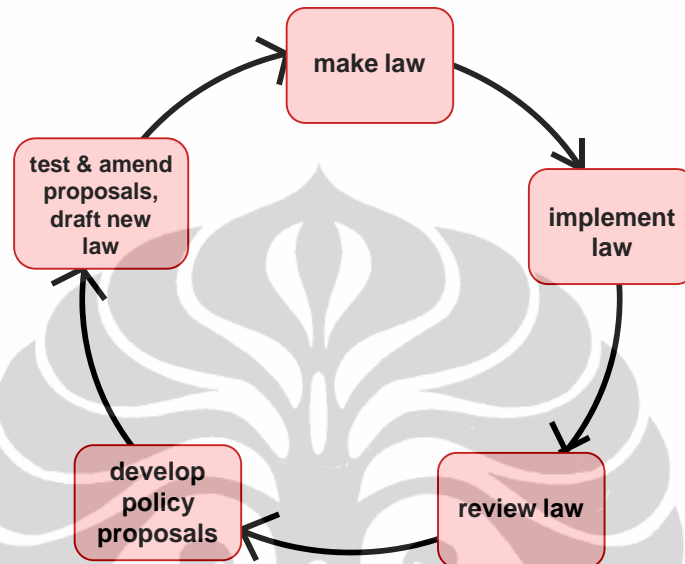 make law
test & amend
proposals,
draft new
law
implement
law
develop
policy
proposals
review law